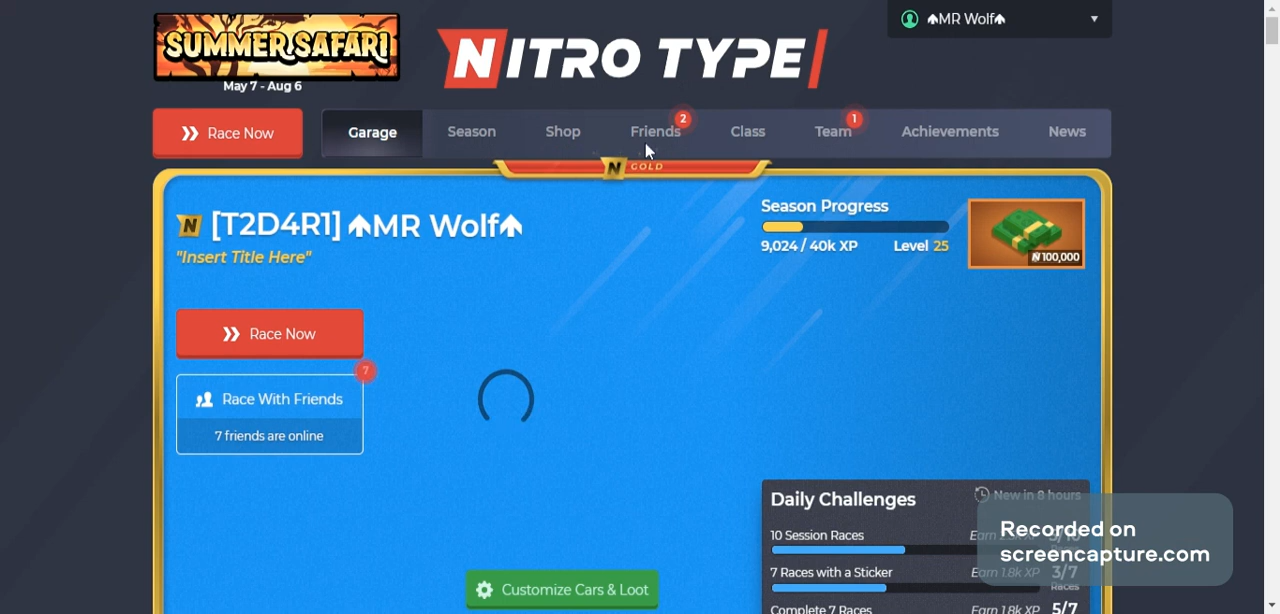 SUMMER SAFARI
May 7 - Aug 6
NITRO TYPE
♠MR Wolf♠
Race Now
Garage
Season
Shop
Friends
2
Class
Team
1
Achievements
News
N GOLD
N [T2D4R1] ♠MR Wolf♠
"Insert Title Here"
Season Progress
9,024 / 40k XP
Level 25
N100,000
Race Now
7
Race With Friends
7 friends are online
Customize Cars & Loot
Daily Challenges
New in 8 hours
10 Session Races
7 Races with a Sticker
Earn 1.8k XP
3/7
Races
Complete 7 Races
Earn 1.8k XP
5/7
Recorded on
screencapture.com